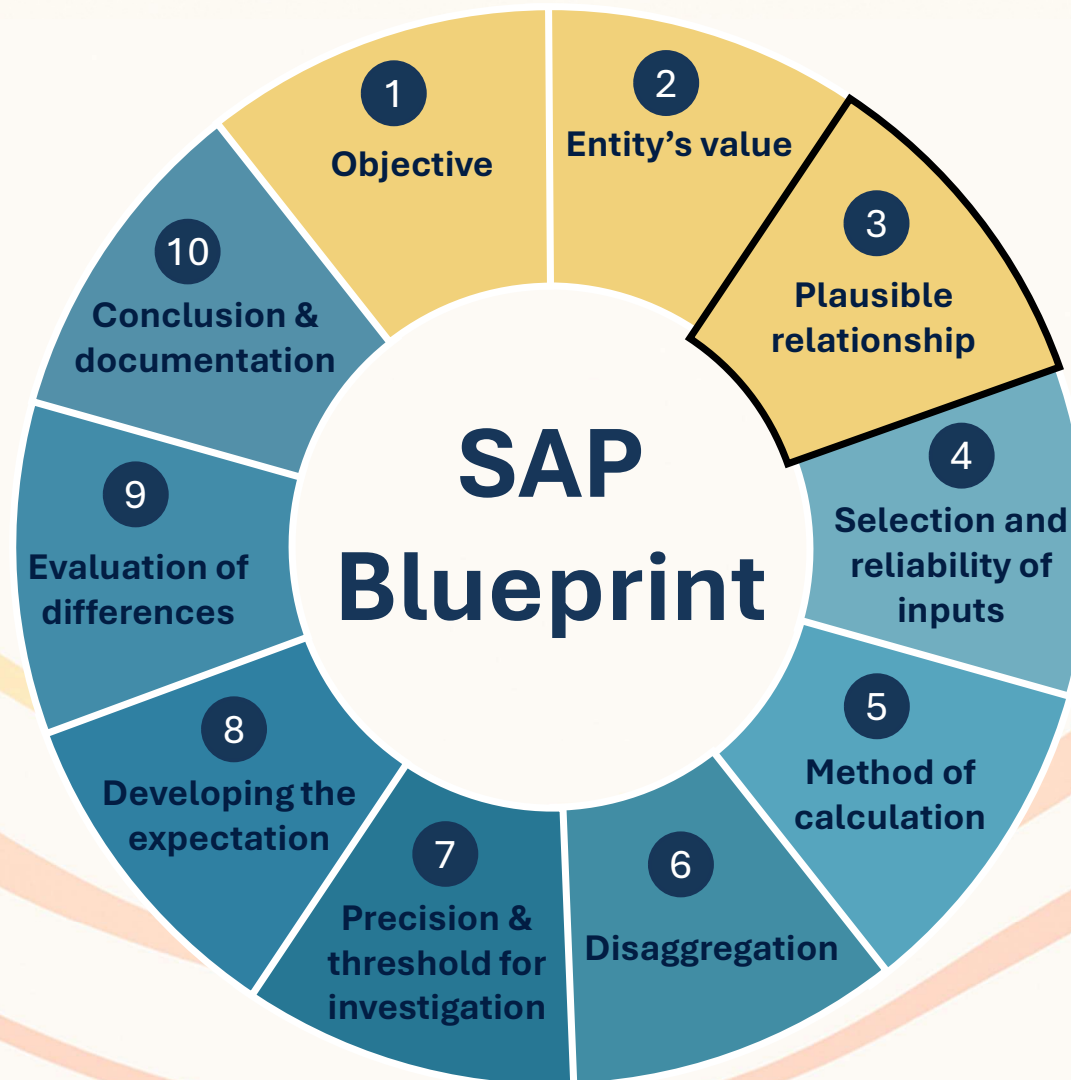 1
Objective
2
Entity’s value
3
Plausible
relationship
4
Selection and
reliability of
inputs
5
Method of
calculation
6
Disaggregation
7
Precision &
threshold for
investigation
8
Developing the
expectation
9
Evaluation of
differences
10
Conclusion &
documentation
SAP
Blueprint